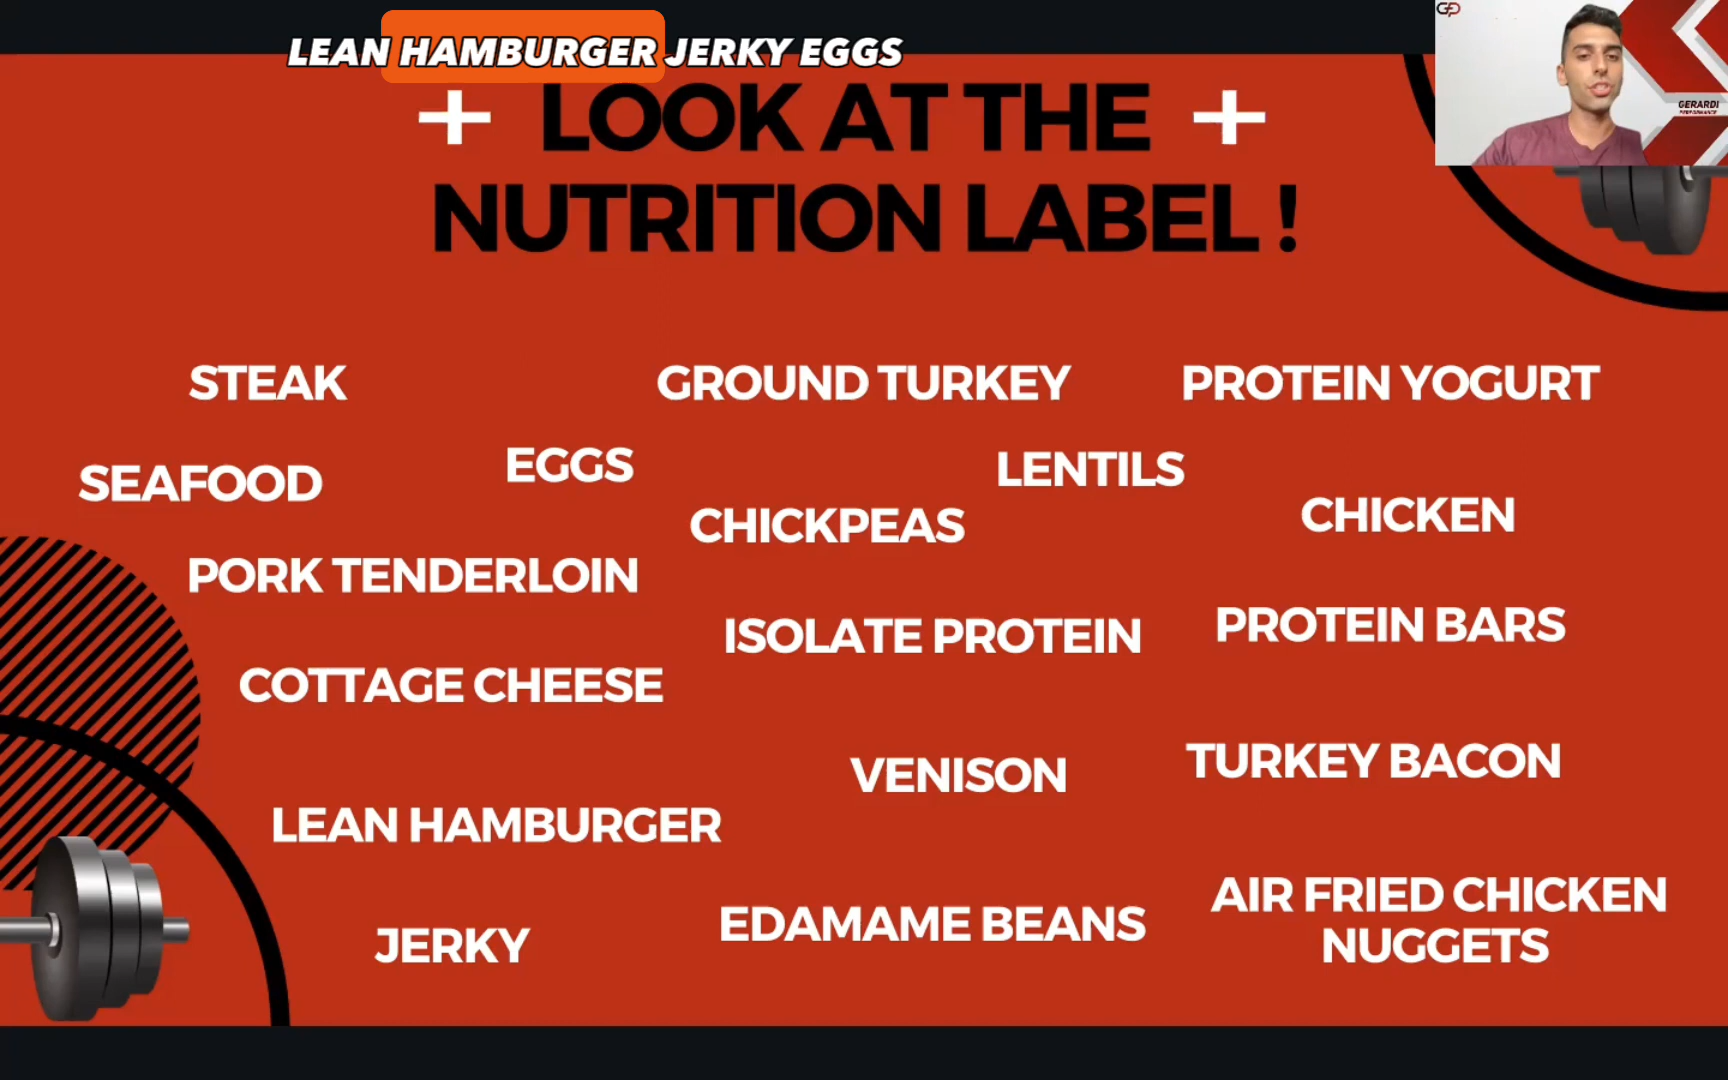 LEAN HAMBURGER JERKY EGGS
GP
GERARDI
PERFORMANCE
+ LOOK AT THE +
NUTRITION LABEL !
STEAK
GROUND TURKEY
PROTEIN YOGURT
SEAFOOD
EGGS
LENTILS
CHICKPEAS
CHICKEN
PORK TENDERLOIN
ISOLATE PROTEIN
PROTEIN BARS
COTTAGE CHEESE
VENISON
TURKEY BACON
LEAN HAMBURGER
JERKY
EDAMAME BEANS
AIR FRIED CHICKEN
NUGGETS